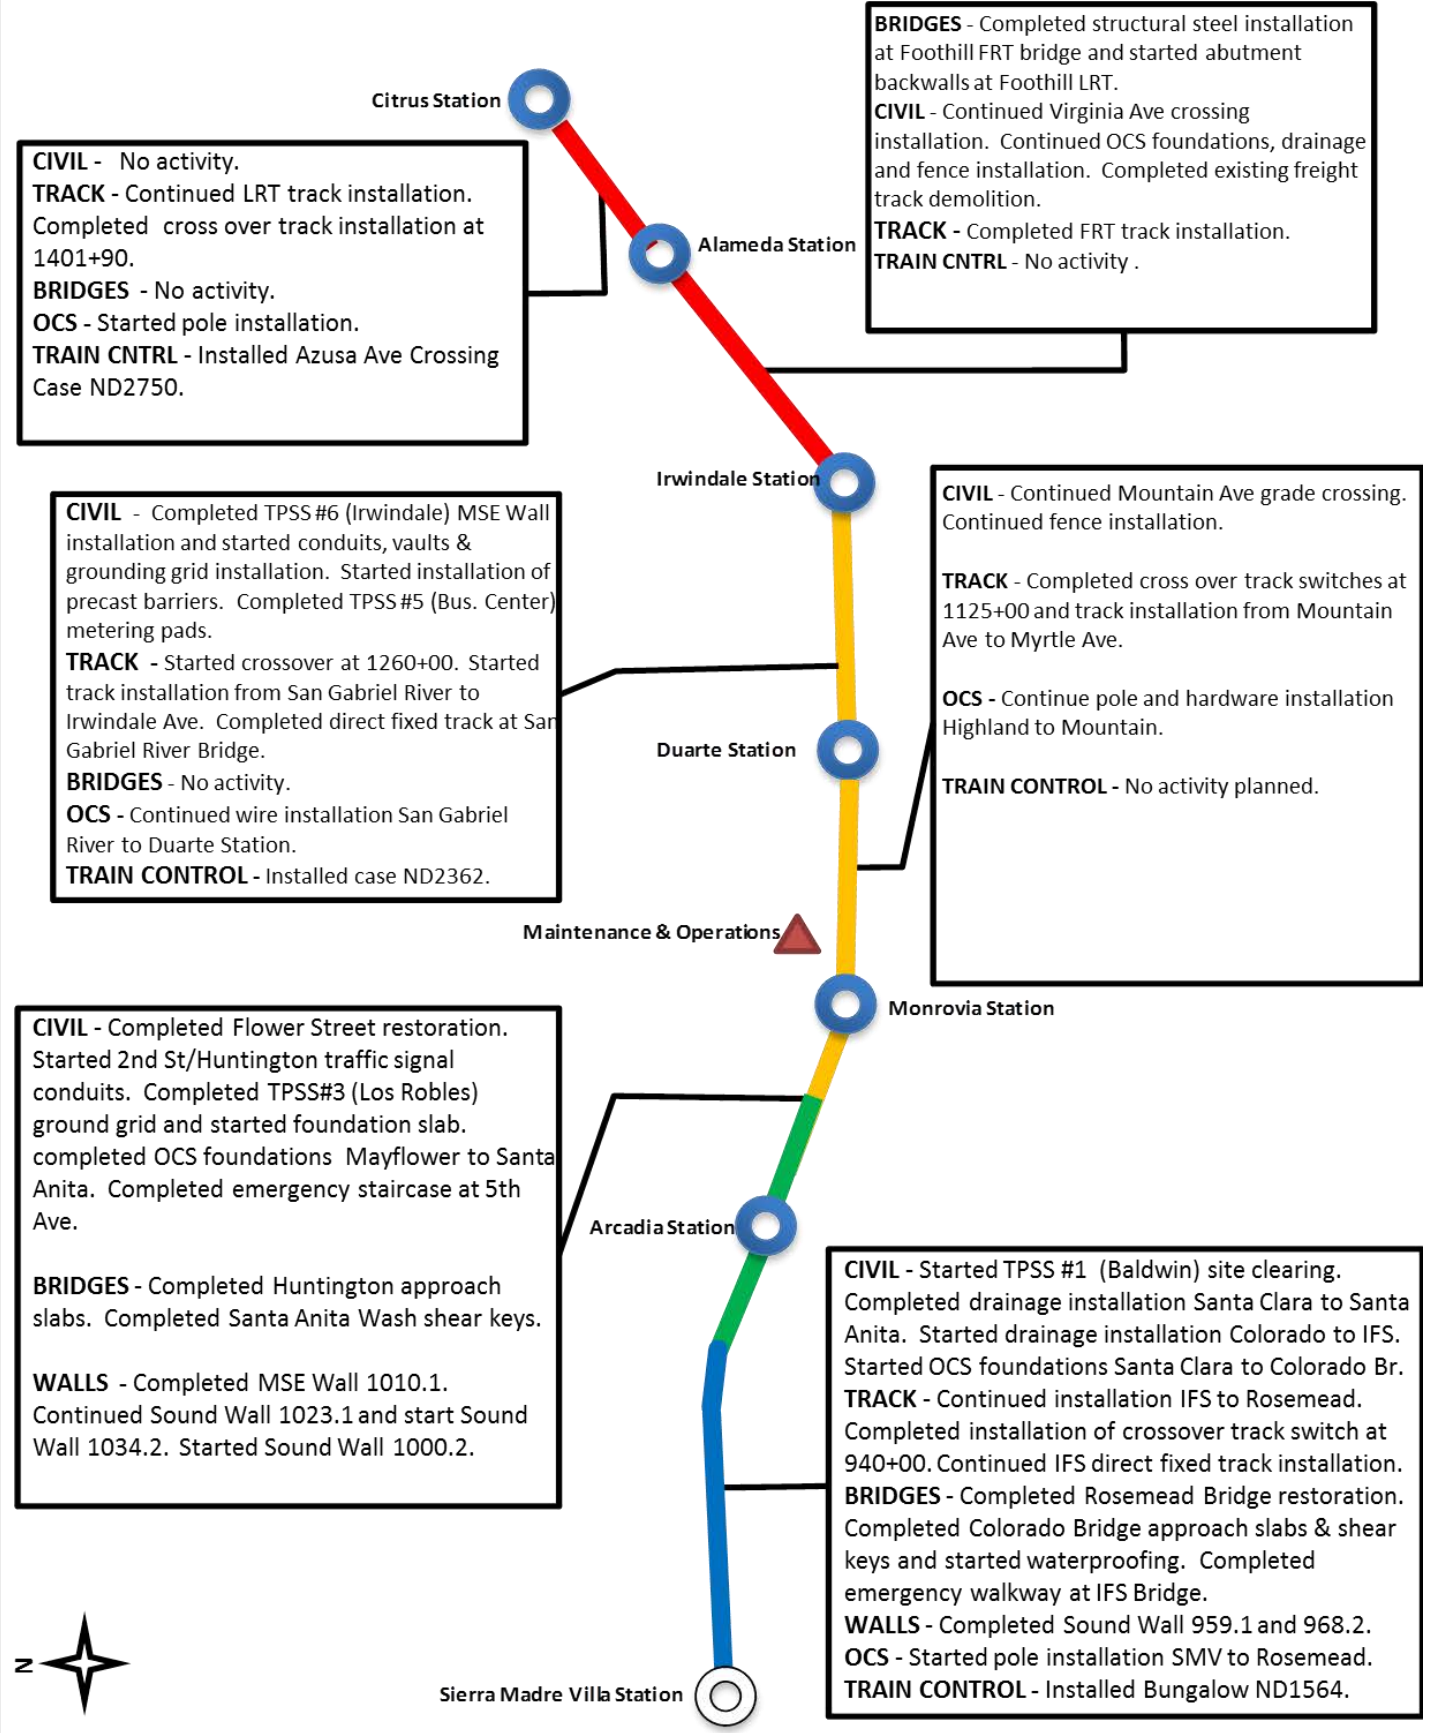 BRIDGES - Completed structural steel installation
at Foothill FRT bridge and started abutment
backwalls at Foothill LRT.
CIVIL - Continued Virginia Ave crossing
installation. Continued OCS foundations, drainage
and fence installation. Completed existing freight
track demolition.
TRACK - Completed FRT track installation.
TRAIN CNTRL - No activity .
Citrus Station
CIVIL - No activity.
TRACK - Continued LRT track installation.
Completed cross over track installation at
1401+90.
BRIDGES - No activity.
OCS - Started pole installation.
TRAIN CNTRL - Installed Azusa Ave Crossing
Case ND2750.
Alameda Station
Irwindale Station
CIVIL - Completed TPSS #6 (Irwindale) MSE Wall
installation and started conduits, vaults &
grounding grid installation. Started installation of
precast barriers. Completed TPSS #5 (Bus. Center)
metering pads.
TRACK - Started crossover at 1260+00. Started
track installation from San Gabriel River to
Irwindale Ave. Completed direct fixed track at San
Gabriel River Bridge.
BRIDGES - No activity.
OCS - Continued wire installation San Gabriel
River to Duarte Station.
TRAIN CONTROL - Installed case ND2362.
CIVIL - Continued Mountain Ave grade crossing.
Continued fence installation.
TRACK - Completed cross over track switches at
1125+00 and track installation from Mountain
Ave to Myrtle Ave.
OCS - Continue pole and hardware installation
Highland to Mountain.
TRAIN CONTROL - No activity planned.
Duarte Station
Maintenance & Operations
Monrovia Station
CIVIL - Completed Flower Street restoration.
Started 2nd St/Huntington traffic signal
conduits. Completed TPSS#3 (Los Robles)
ground grid and started foundation slab.
completed OCS foundations Mayflower to Santa
Anita. Completed emergency staircase at 5th
Ave.
BRIDGES - Completed Huntington approach
slabs. Completed Santa Anita Wash shear keys.
WALLS - Completed MSE Wall 1010.1.
Continued Sound Wall 1023.1 and start Sound
Wall 1034.2. Started Sound Wall 1000.2.
Arcadia Station
CIVIL - Started TPSS #1 (Baldwin) site clearing.
Completed drainage installation Santa Clara to Santa
Anita. Started drainage installation Colorado to IFS.
Started OCS foundations Santa Clara to Colorado Br.
TRACK - Continued installation IFS to Rosemead.
Completed installation of crossover track switch at
940+00. Continued IFS direct fixed track installation.
BRIDGES - Completed Rosemead Bridge restoration.
Completed Colorado Bridge approach slabs & shear
keys and started waterproofing. Completed
emergency walkway at IFS Bridge.
WALLS - Completed Sound Wall 959.1 and 968.2.
OCS - Started pole installation SMV to Rosemead.
TRAIN CONTROL - Installed Bungalow ND1564.
N
Sierra Madre Villa Station